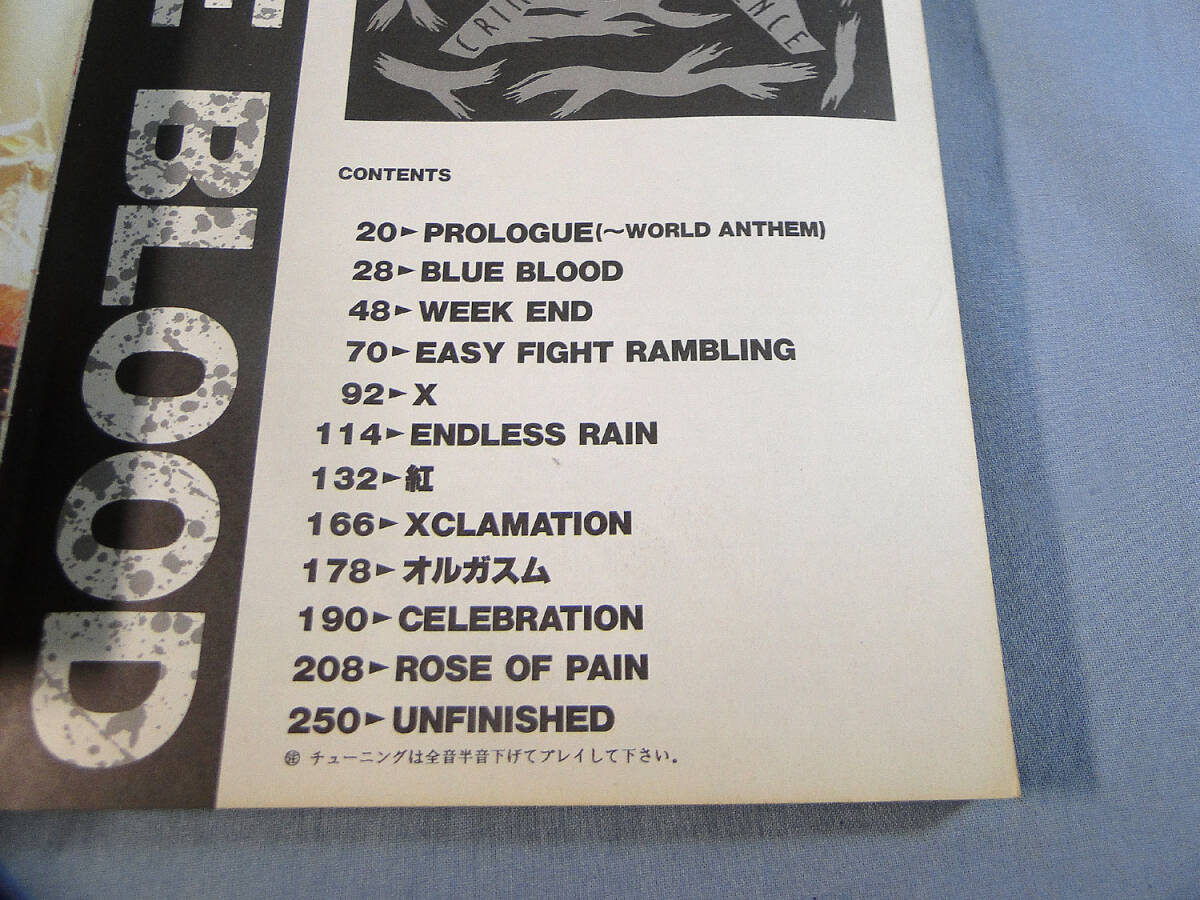 CRI
NCE
E BLOOD
CONTENTS
20►PROLOGUE(〜WORLD ANTHEM)
28►BLUE BLOOD
48►WEEK END
70►EASY FIGHT RAMBLING
92►X
114►ENDLESS RAIN
132►紅
166►XCLAMATION
178►オルガスム
190►CELEBRATION
208►ROSE OF PAIN
250►UNFINISHED
㊟ チューニングは全音半音下げてプレイして下さい。